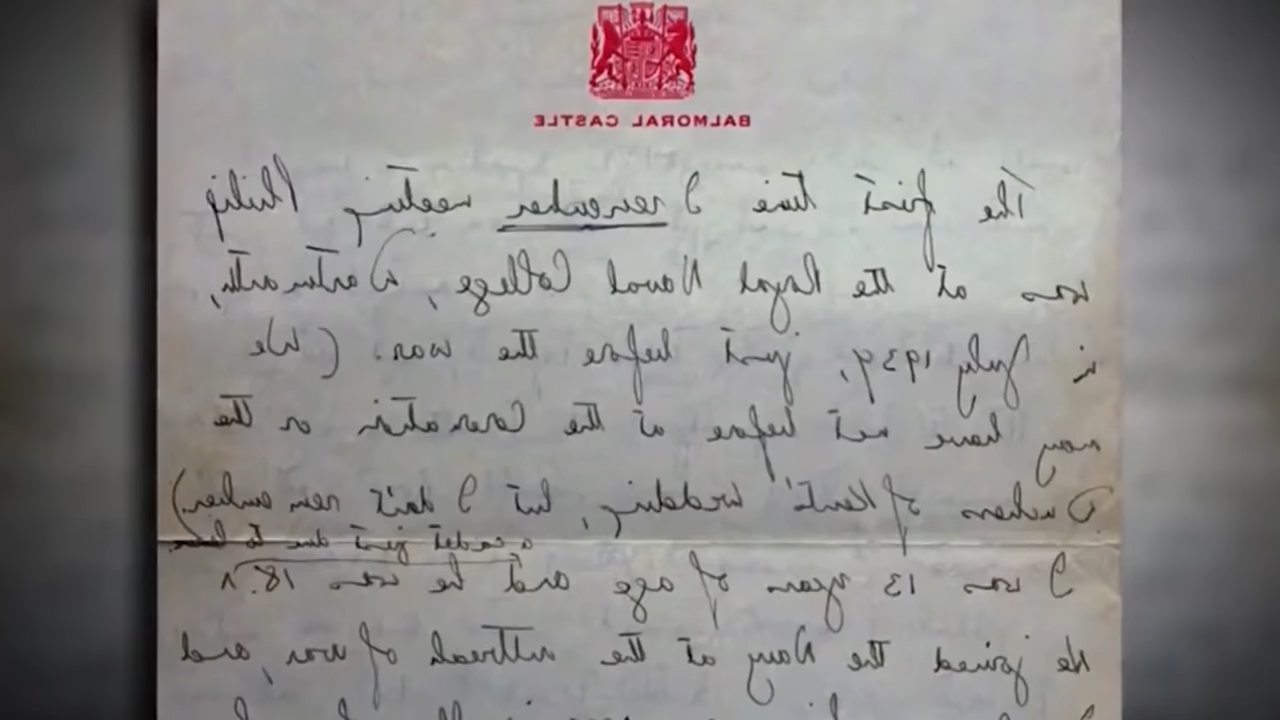 BALMORAL CASTLE
The first time I remember meeting Philip
was at the Royal Naval College, Dartmouth,
in July 1939, just before the war. (We
may have met before at the Coronation or the
Duchess of Kent's wedding, but I don't remember.)
a cadet just due to leave.
I was 13 years of age and he was 18.^
He joined the Navy at the outbreak of war, and